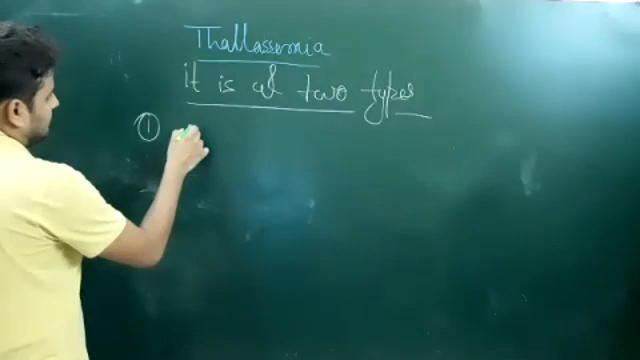 Thallassemia
it is of two types
①